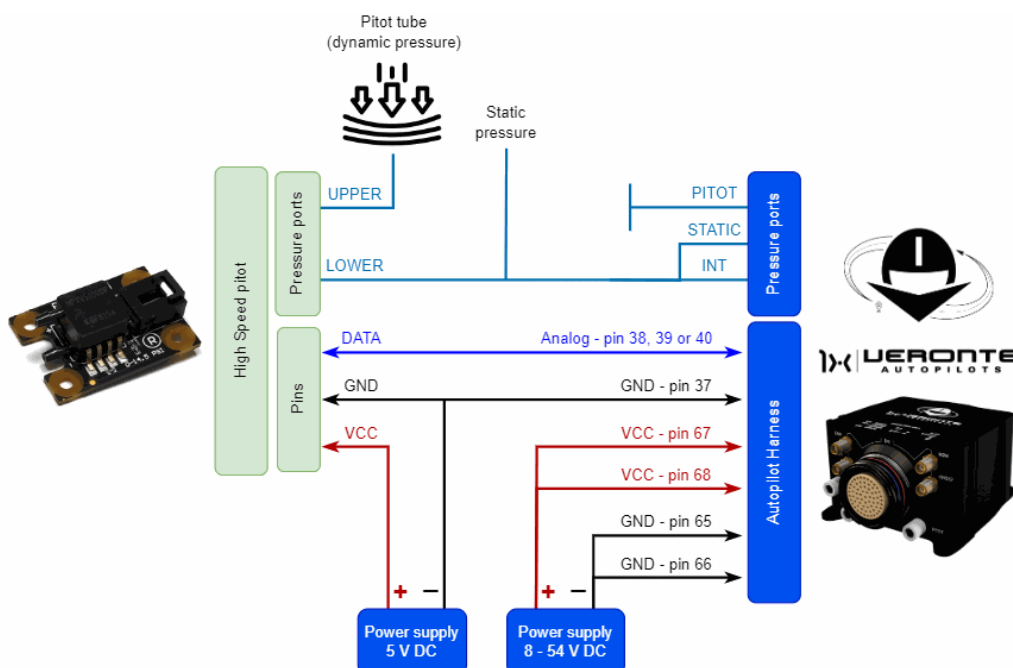 Pitot tube
(dynamic pressure)
Static
pressure
High Speed pitot
Pressure ports
UPPER
LOWER
PITOT
STATIC
INT
Pressure ports
Pins
DATA
Analog - pin 38, 39 or 40
GND
GND - pin 37
VCC
VCC - pin 67
VCC - pin 68
GND - pin 65
GND - pin 66
Autopilot Harness
+ –
+ –
Power supply
5 V DC
Power supply
8 - 54 V DC
VERONTE
AUTOPILOTS